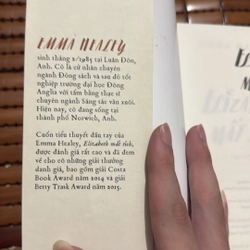 EMMA HEALEY
sinh tháng 2/1985 tại Luân Đôn,
Anh. Cô là cử nhân chuyên
ngành Đóng sách và sau đó tốt
nghiệp trường đại học Đông
Anglia với tấm bằng thạc sĩ
chuyên ngành Sáng tác văn xuôi.
Hiện nay, cô đang sống tại
thành phố Norwich, Anh.
Cuốn tiểu thuyết đầu tay của
Emma Healey, Elizabeth mất tích,
được đánh giá rất cao và đã đem
về cho cô những giải thưởng
danh giá, bao gồm giải Costa
Book Award năm 2014 và giải
Betty Trask Award năm 2015.